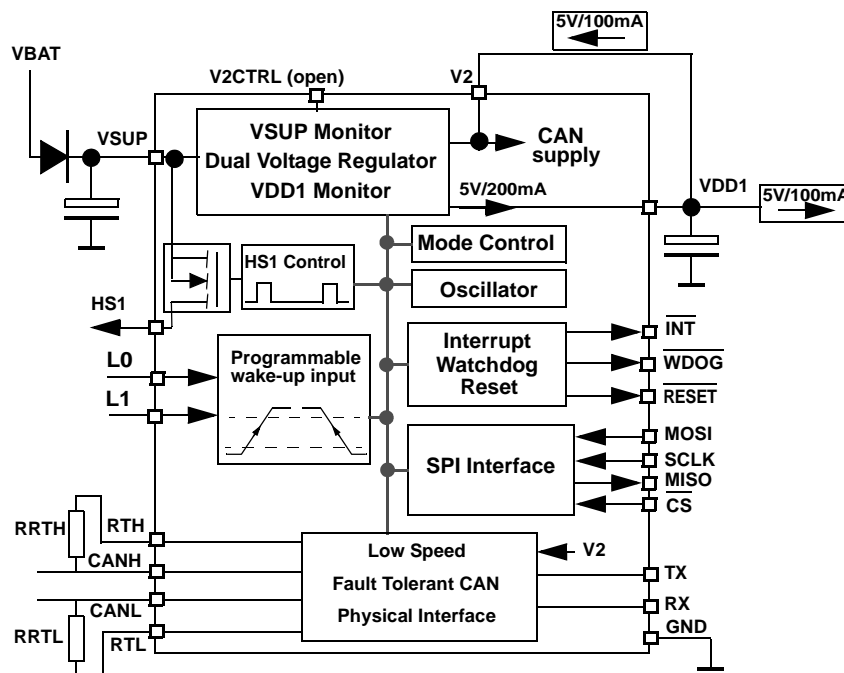 5V/100mA
VBAT
V2CTRL (open)
V2
VSUP
VSUP Monitor
Dual Voltage Regulator
VDD1 Monitor
CAN
supply
5V/200mA
VDD1
5V/100mA
Mode Control
HS1 Control
Oscillator
HS1
L0
L1
Programmable
wake-up input
Interrupt
Watchdog
Reset
INT
WDOG
RESET
SPI Interface
MOSI
SCLK
MISO
CS
RRTH
RTH
CANH
CANL
RRTL
RTL
Low Speed
Fault Tolerant CAN
Physical Interface
V2
TX
RX
GND